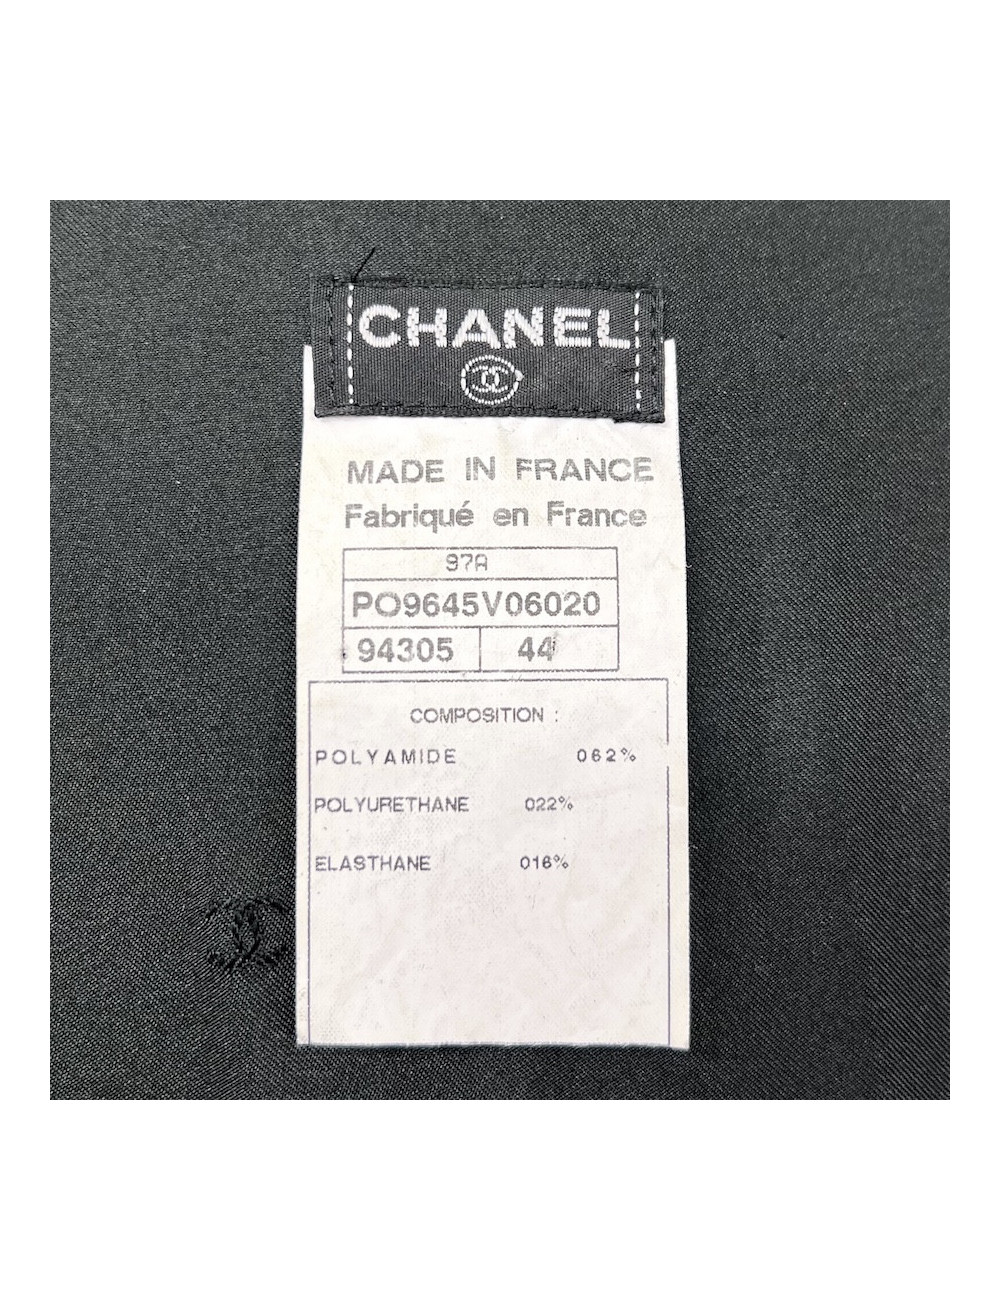 CHANEL
MADE IN FRANCE
Fabriqué en France
97A
PO9645V06020
94305 44
COMPOSITION :
POLYAMIDE 062%
POLYURETHANE 022%
ELASTHANE 016%